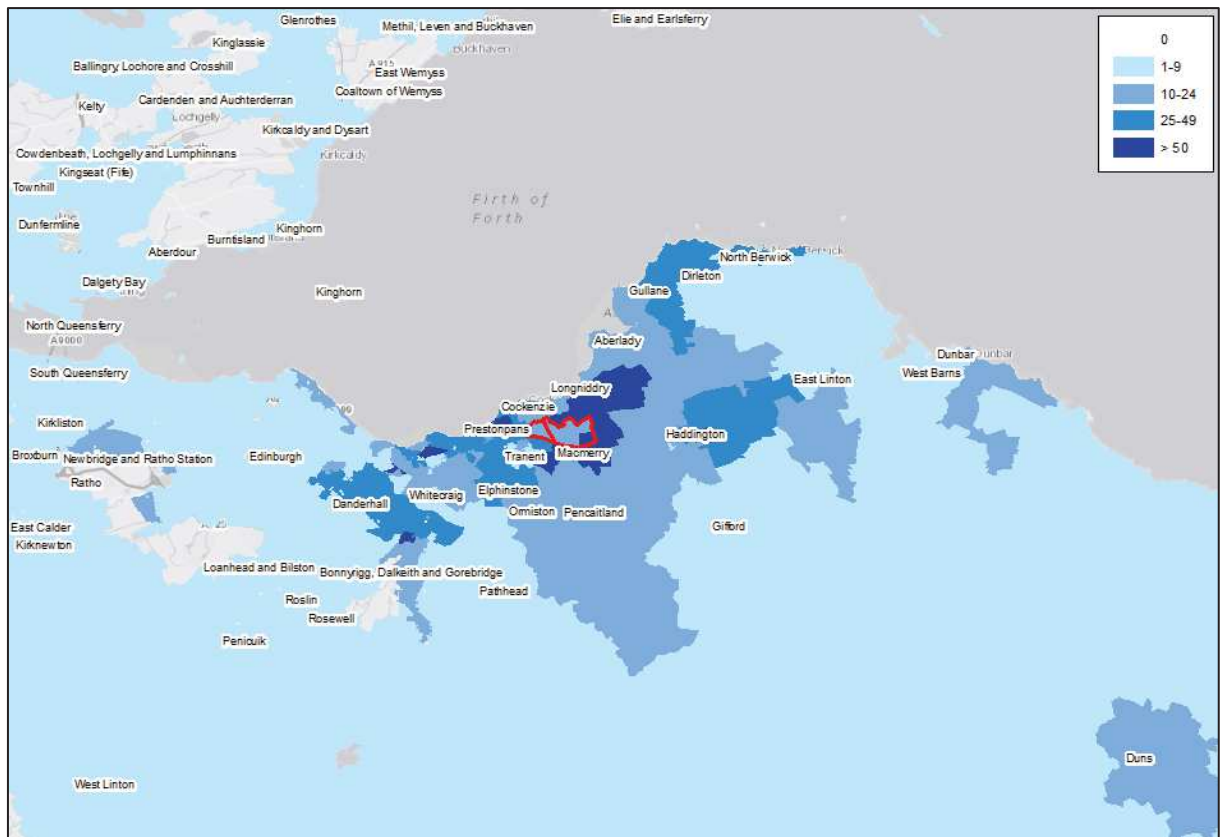 Glenrothes
Methil, Leven and Buckhaven
Elie and Earlsferry
Kinglassie
Buckhaven
A 915
Ballingry, Lochore and Crosshill
East Wemyss
Coaltown of Wemyss
Cardenden and Auchterderran
Kelty
Lochgelly
Kirkcaldy and Dysart
Cowdenbeath, Lochgelly and Lumphinnans
Kirkcaldy
Kingseat (Fife)
Townhill
Firth of
Forth
Dunfermline
Kinghorn
Burntisland
Aberdour
North Berwick
Dirleton
Dalgety Bay
Kinghorn
Gullane
North Queensferry
A9000
Aberlady
Dunbar
Dunbar
South Queensferry
West Barns
East Linton
Longniddry
Cockenzie
Kirkliston
Prestonpans
Haddington
Broxburn
Newbridge and Ratho Station
Edinburgh
Tranent
Macmerry
Ratho
Whitecraig
Elphinstone
Danderhall
Ormiston
Pencaitland
East Calder
Gifford
Kirknewton
Loanhead and Bilston
Bonnyrigg, Dalkeith and Gorebridge
Roslin
Pathhead
Rosewell
Penicuik
Duns
West Linton
0
1-9
10-24
25-49
> 50